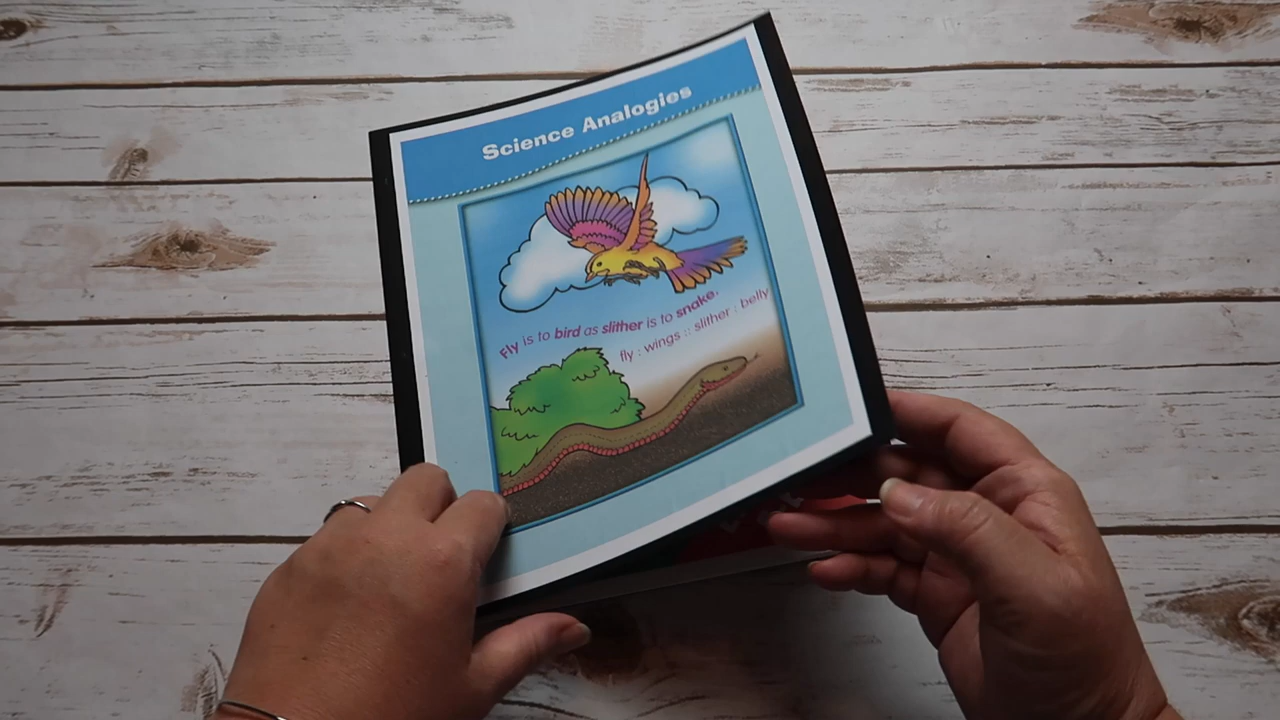 Science Analogies
Fly is to bird as slither is to snake.
fly : wings :: slither : belly